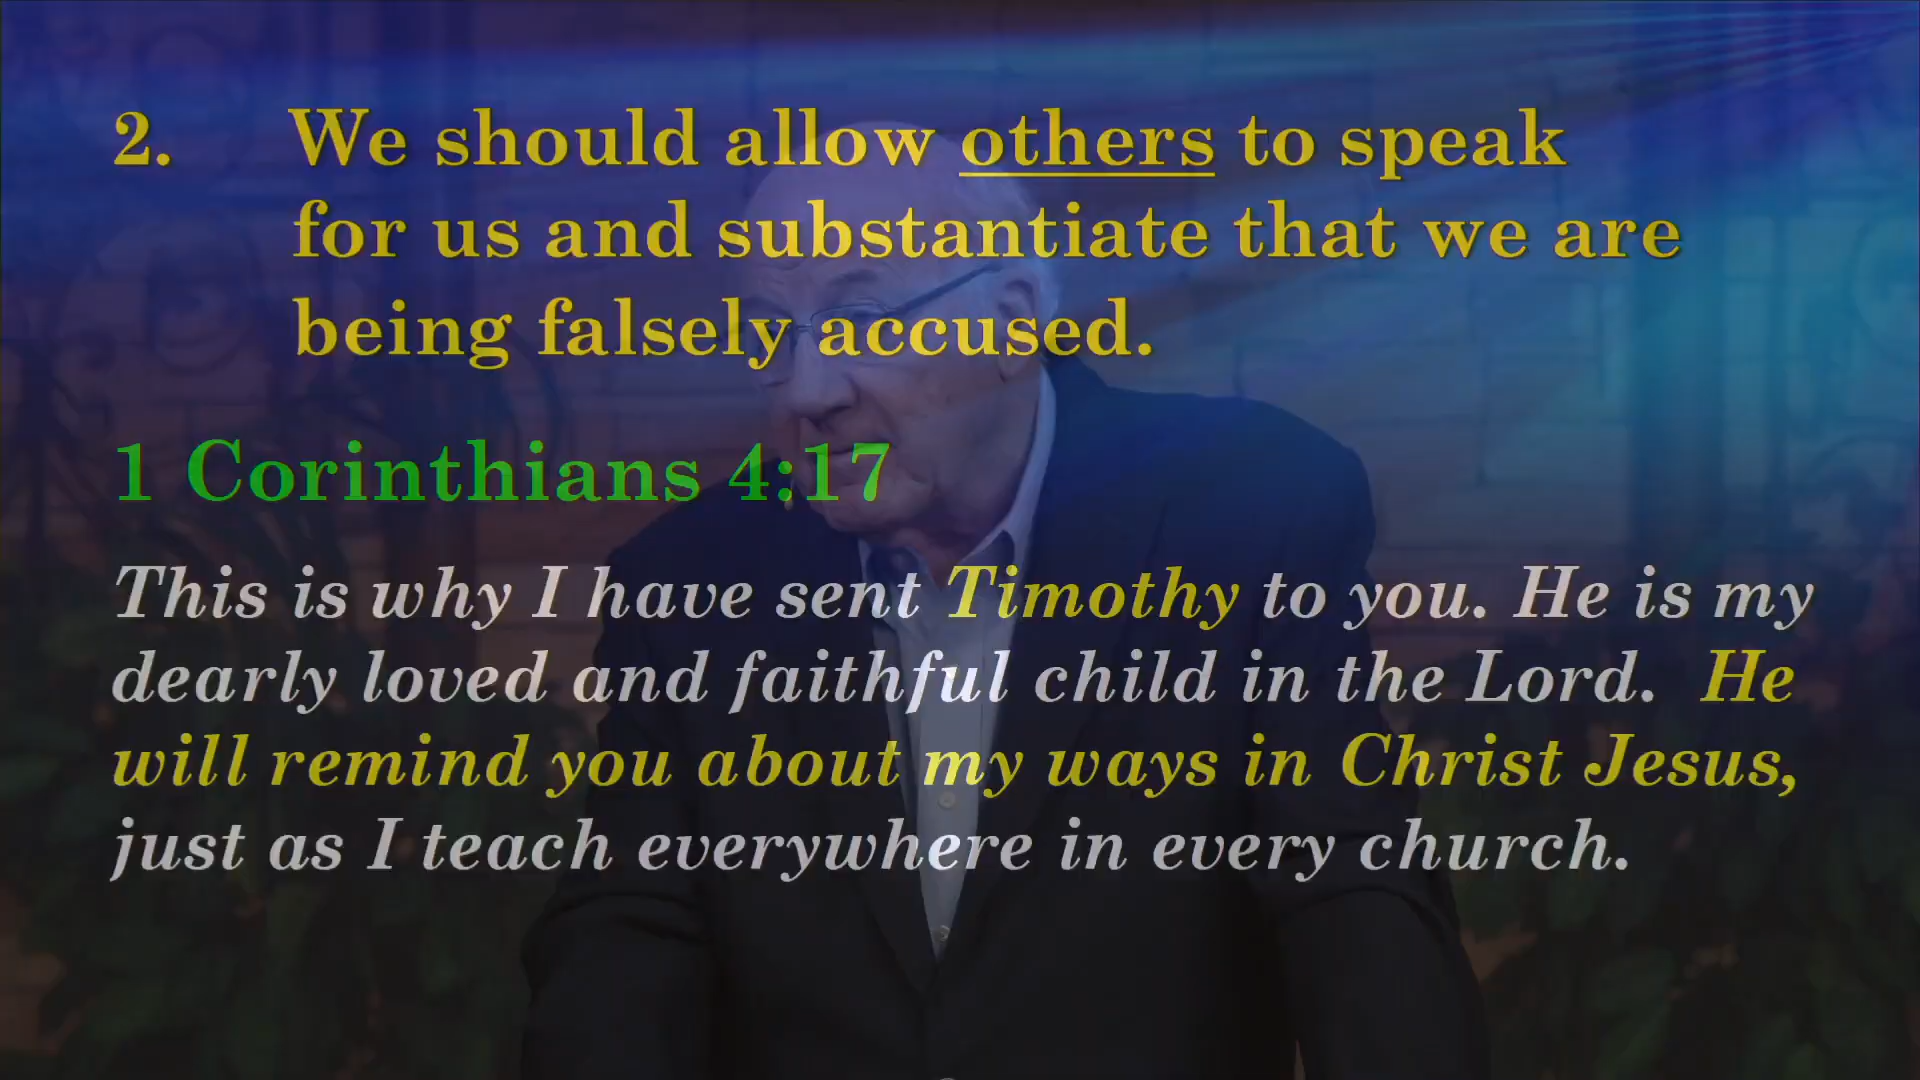 2. We should allow others to speak
for us and substantiate that we are
being falsely accused.
1 Corinthians 4:17
This is why I have sent Timothy to you. He is my
dearly loved and faithful child in the Lord. He
will remind you about my ways in Christ Jesus,
just as I teach everywhere in every church.